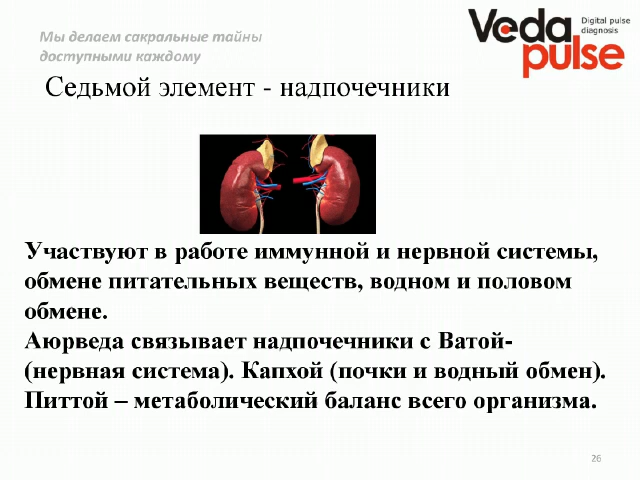 Мы делаем сакральные тайны
доступными каждому
Veda pulse
Digital pulse
diagnosis
Седьмой элемент - надпочечники
Участвуют в работе иммунной и нервной системы,
обмене питательных веществ, водном и половом
обмене.
Аюрведа связывает надпочечники с Ватой-
(нервная система). Капхой (почки и водный обмен).
Питтой – метаболический баланс всего организма.
26